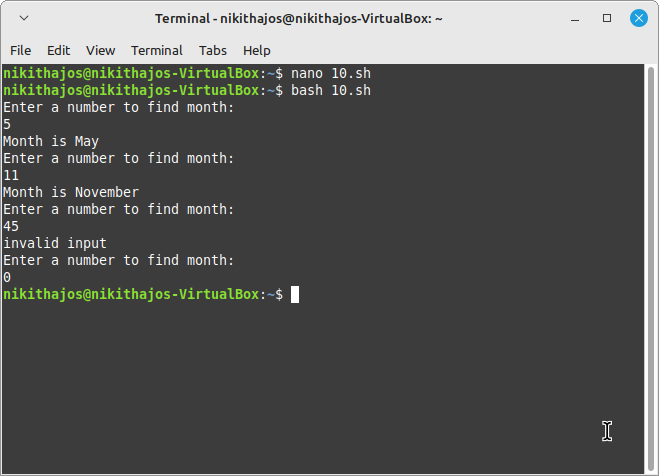 Terminal - nikithajos@nikithajos-VirtualBox: ~
File Edit View Terminal Tabs Help
nikithajos@nikithajos-VirtualBox:~$ nano 10.sh
nikithajos@nikithajos-VirtualBox:~$ bash 10.sh
Enter a number to find month:
5
Month is May
Enter a number to find month:
11
Month is November
Enter a number to find month:
45
invalid input
Enter a number to find month:
0
nikithajos@nikithajos-VirtualBox:~$